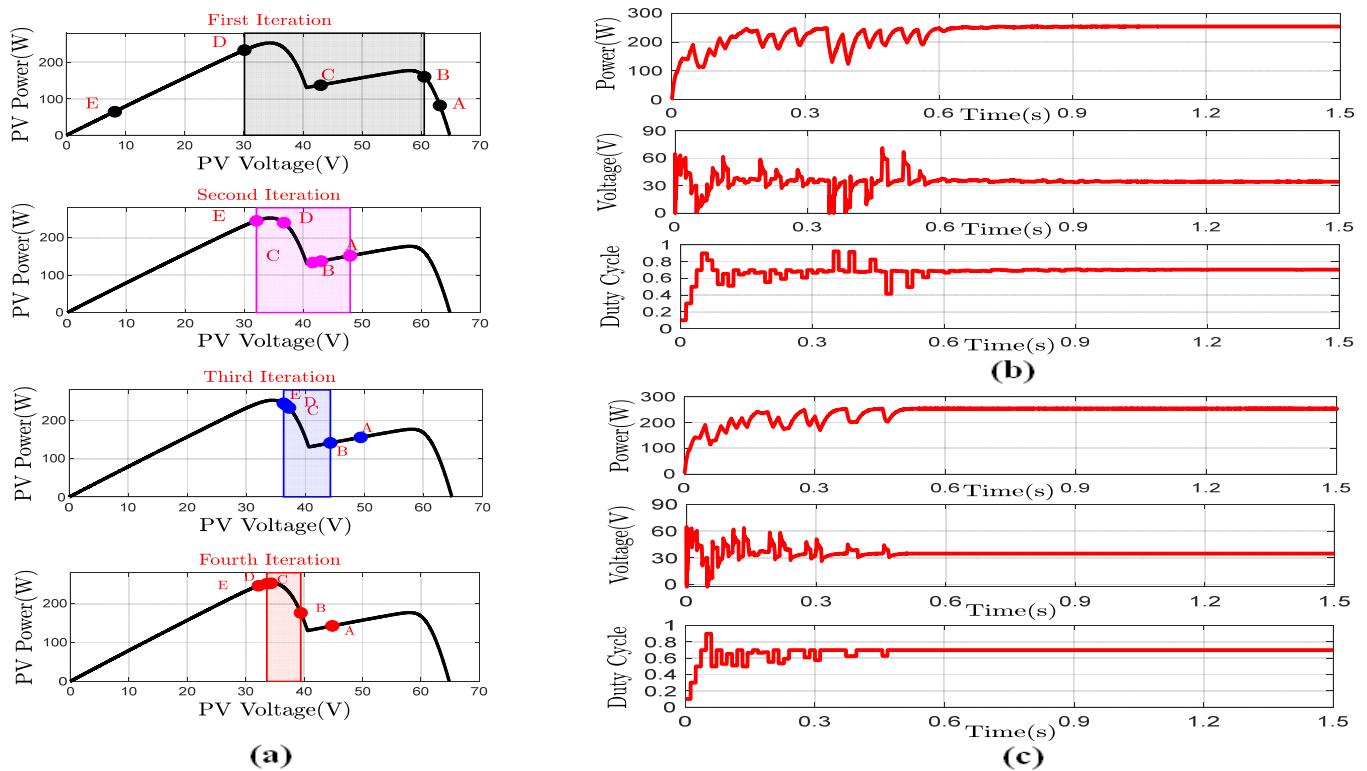 First Iteration
PV Power(W)
200
100
0
E
D
C
B
A
0 10 20 30 40 50 60 70
PV Voltage(V)
Second Iteration
PV Power(W)
200
100
0
E
D
C
B
A
0 10 20 30 40 50 60 70
PV Voltage(V)
Third Iteration
PV Power(W)
200
100
0
E
D
C
B
A
0 10 20 30 40 50 60 70
PV Voltage(V)
Fourth Iteration
PV Power(W)
200
100
0
E
D
C
B
A
0 10 20 30 40 50 60 70
PV Voltage(V)
(a)
Power(W)
300
200
100
0
0 0.3 0.6 0.9 1.2 1.5
Time(s)
Voltage(V)
90
60
30
0
0 0.3 0.6 0.9 1.2 1.5
Time(s)
Duty Cycle
1
0.8
0.6
0.4
0.2
0
0 0.3 0.6 0.9 1.2 1.5
Time(s)
(b)
Power(W)
300
200
100
0
0 0.3 0.6 0.9 1.2 1.5
Time(s)
Voltage(V)
90
60
30
0
0 0.3 0.6 0.9 1.2 1.5
Time(s)
Duty Cycle
1
0.8
0.6
0.4
0.2
0
0 0.3 0.6 0.9 1.2 1.5
Time(s)
(c)